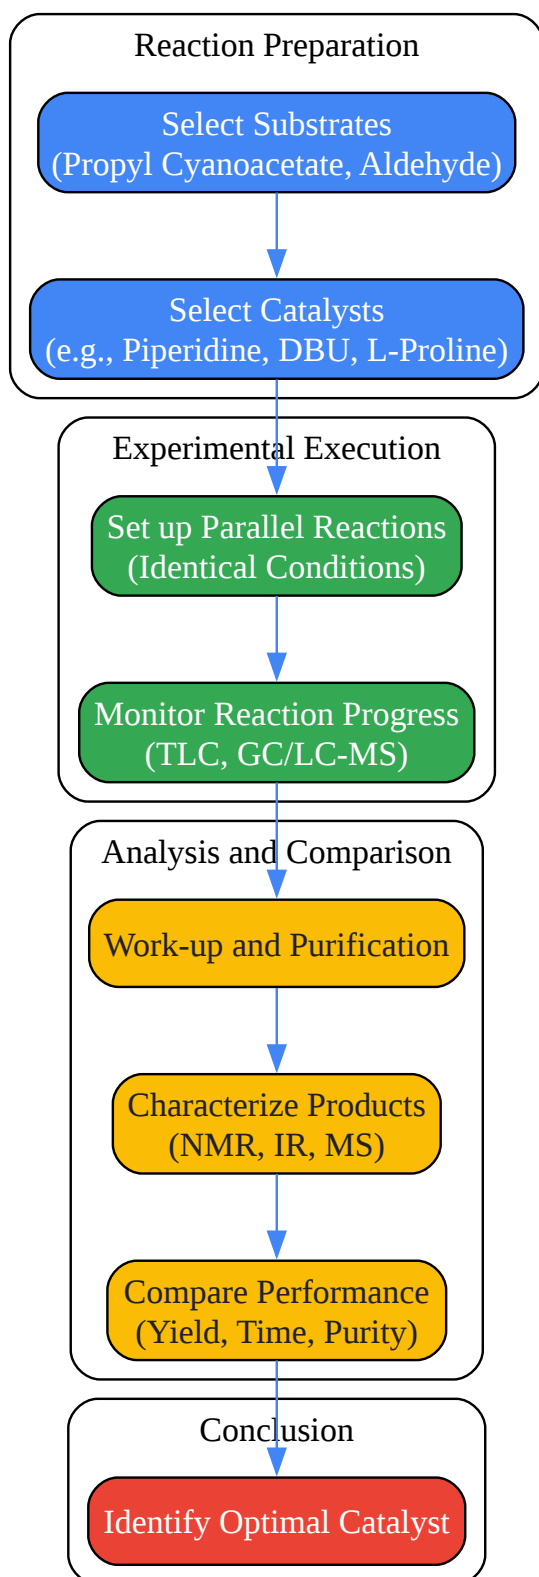 Reaction Preparation
Select Substrates
(Propyl Cyanoacetate, Aldehyde)
Select Catalysts
(e.g., Piperidine, DBU, L-Proline)
Experimental Execution
Set up Parallel Reactions
(Identical Conditions)
Monitor Reaction Progress
(TLC, GC/LC-MS)
Analysis and Comparison
Work-up and Purification
Characterize Products
(NMR, IR, MS)
Compare Performance
(Yield, Time, Purity)
Conclusion
Identify Optimal Catalyst